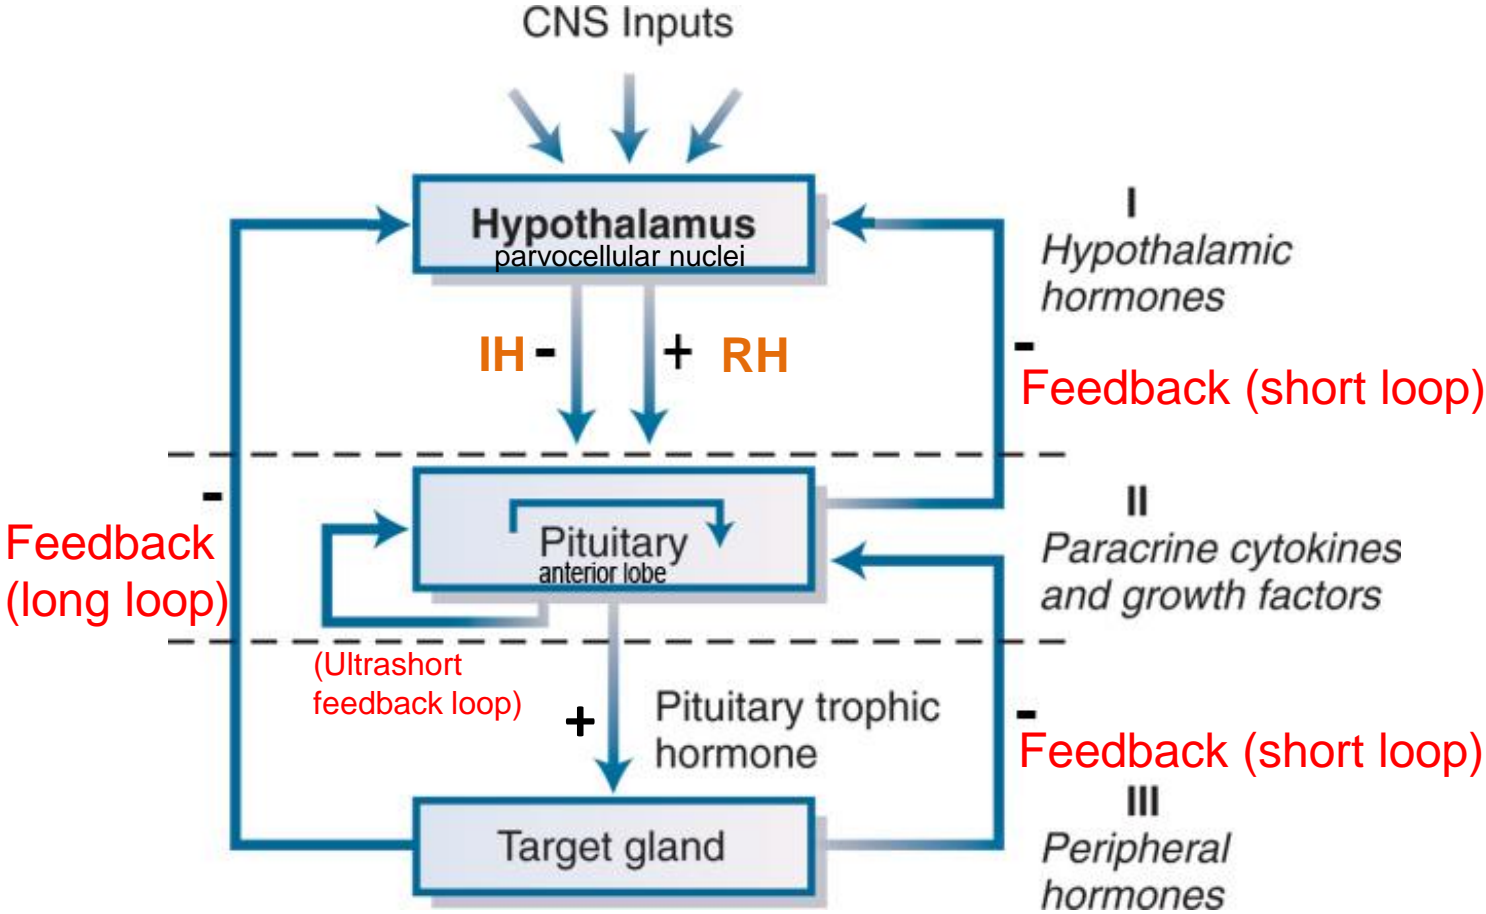 CNS Inputs
Hypothalamus
parvocellular nuclei
I
Hypothalamic
hormones
IH - + RH
-
Feedback (short loop)
-
Feedback
(long loop)
Pituitary
anterior lobe
II
Paracrine cytokines
and growth factors
(Ultrashort
feedback loop)
+
Pituitary trophic
hormone
-
Feedback (short loop)
Target gland
III
Peripheral
hormones